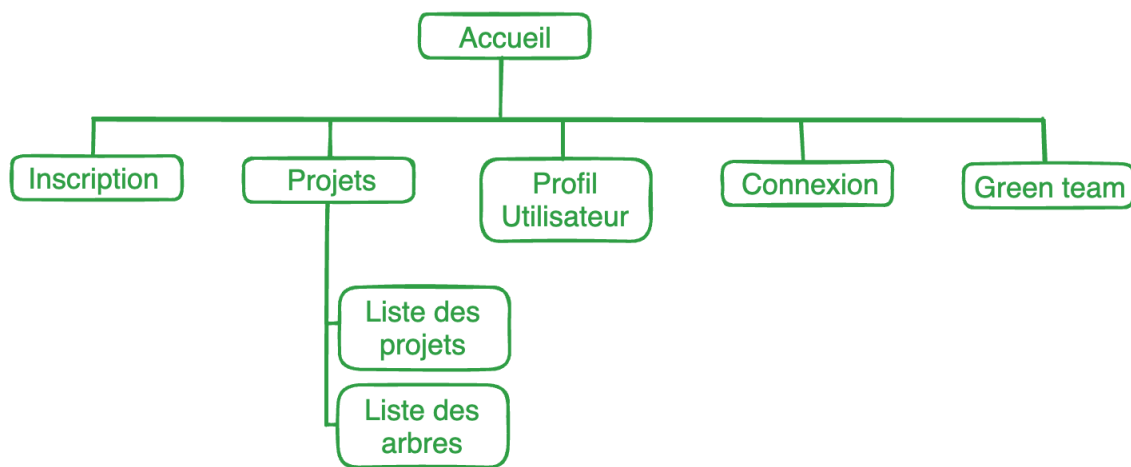 Accueil
Inscription
Projets
Profil
Utilisateur
Connexion
Green team
Liste des
projets
Liste des
arbres